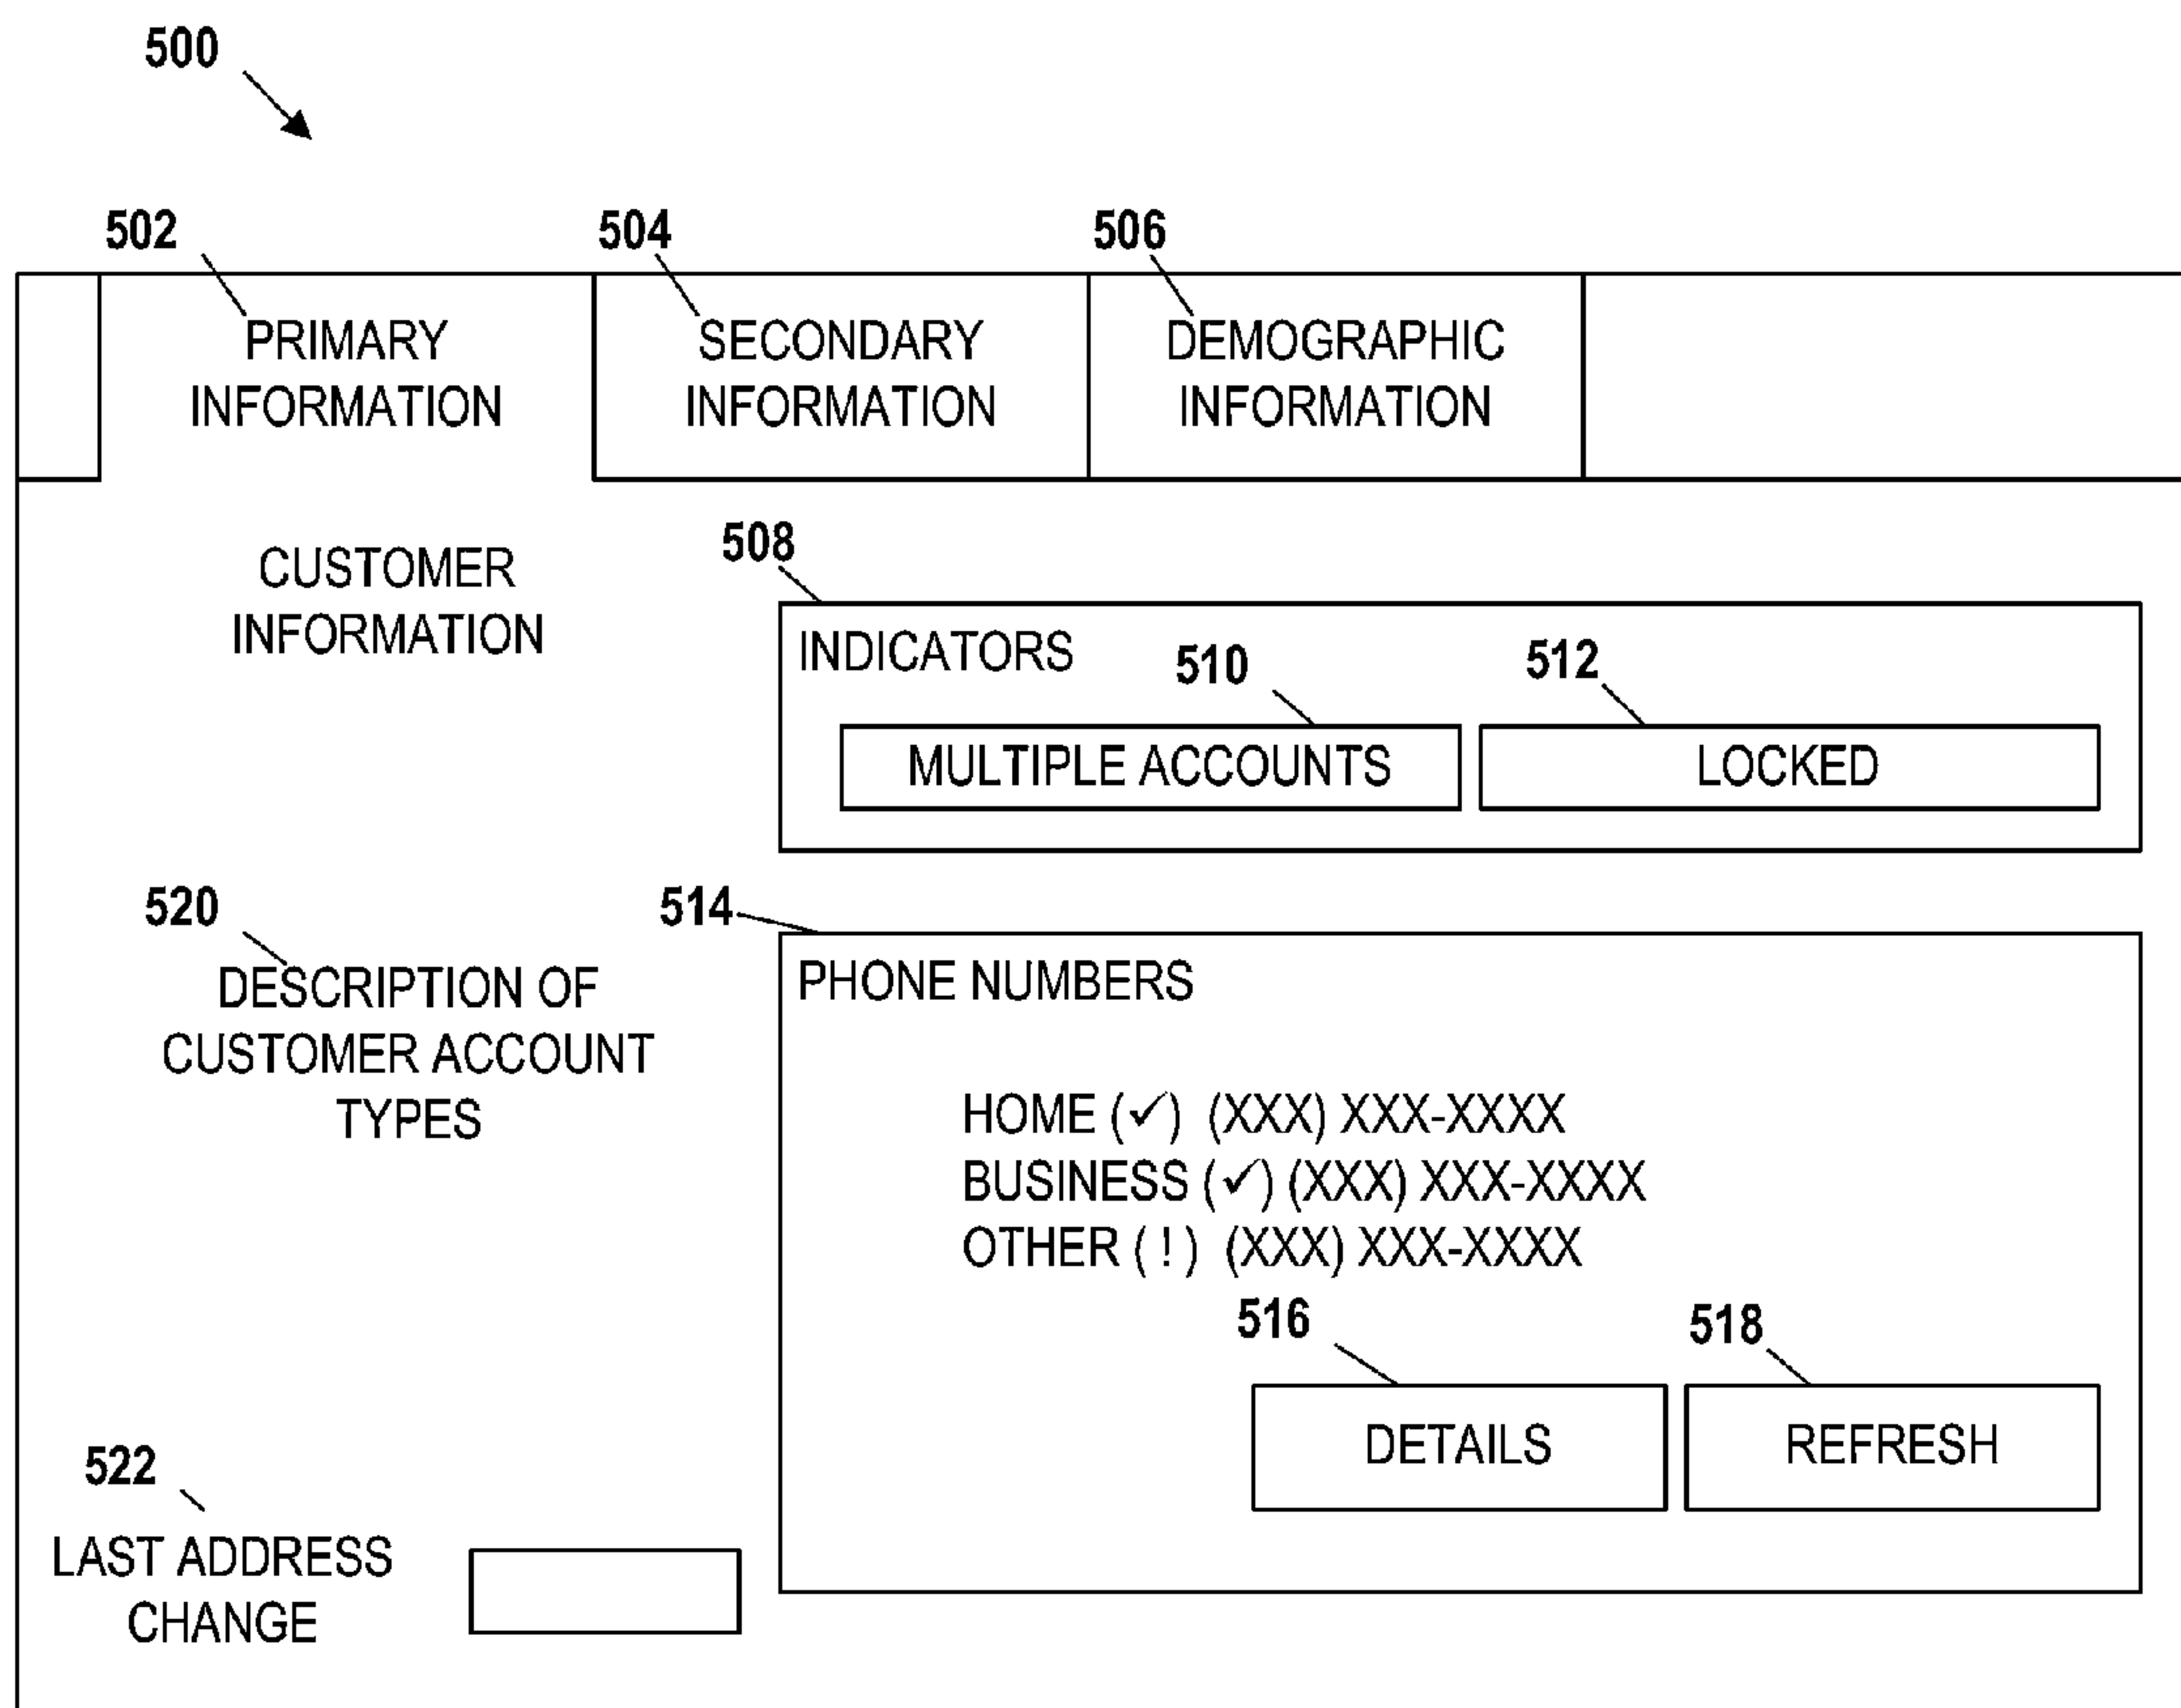 500
502
504
506
PRIMARY
INFORMATION
SECONDARY
INFORMATION
DEMOGRAPHIC
INFORMATION
CUSTOMER
INFORMATION
508
INDICATORS
510
512
MULTIPLE ACCOUNTS
LOCKED
520
DESCRIPTION OF
CUSTOMER ACCOUNT
TYPES
514
PHONE NUMBERS
HOME (✓) (XXX) XXX-XXXX
BUSINESS (✓) (XXX) XXX-XXXX
OTHER ( ! ) (XXX) XXX-XXXX
516
518
DETAILS
REFRESH
522
LAST ADDRESS
CHANGE